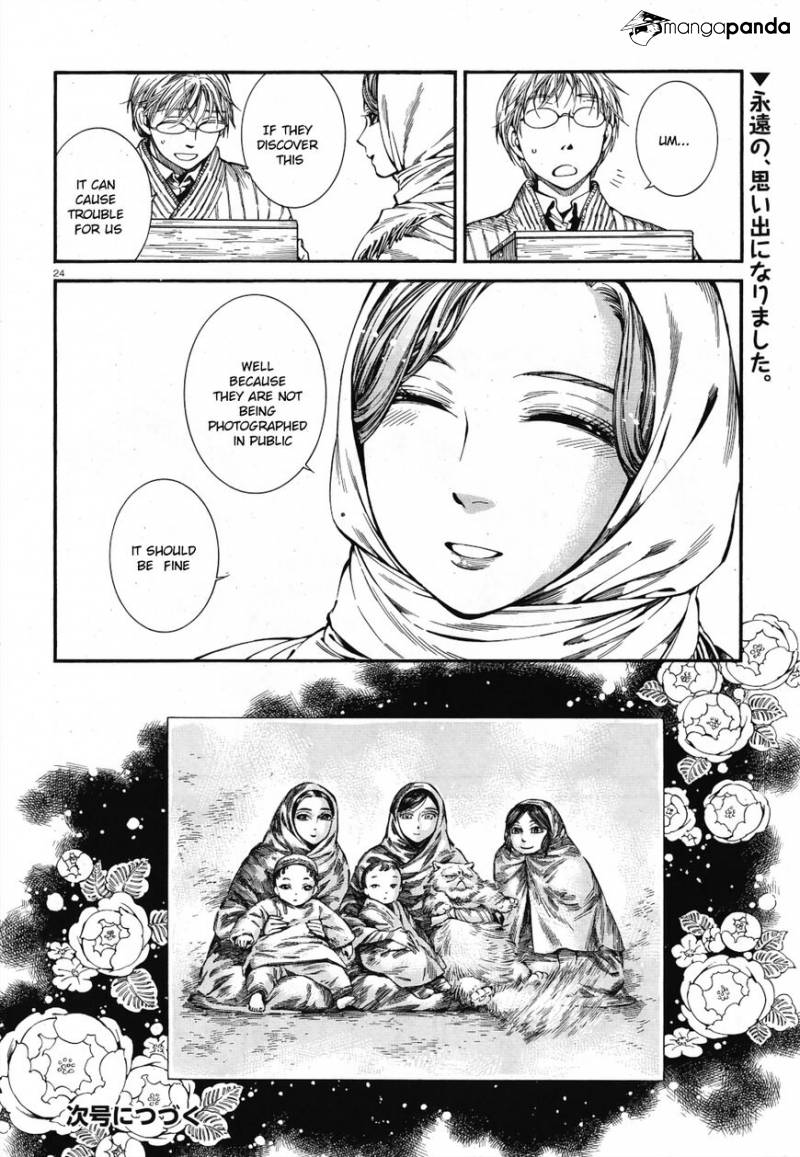 mangapanda
▼永遠の、思い出になりました。
UM...
IF THEY
DISCOVER
THIS
IT CAN
CAUSE
TROUBLE
FOR US
24
WELL
BECAUSE
THEY ARE NOT
BEING
PHOTOGRAPHED
IN PUBLIC
IT SHOULD
BE FINE
次号につづく